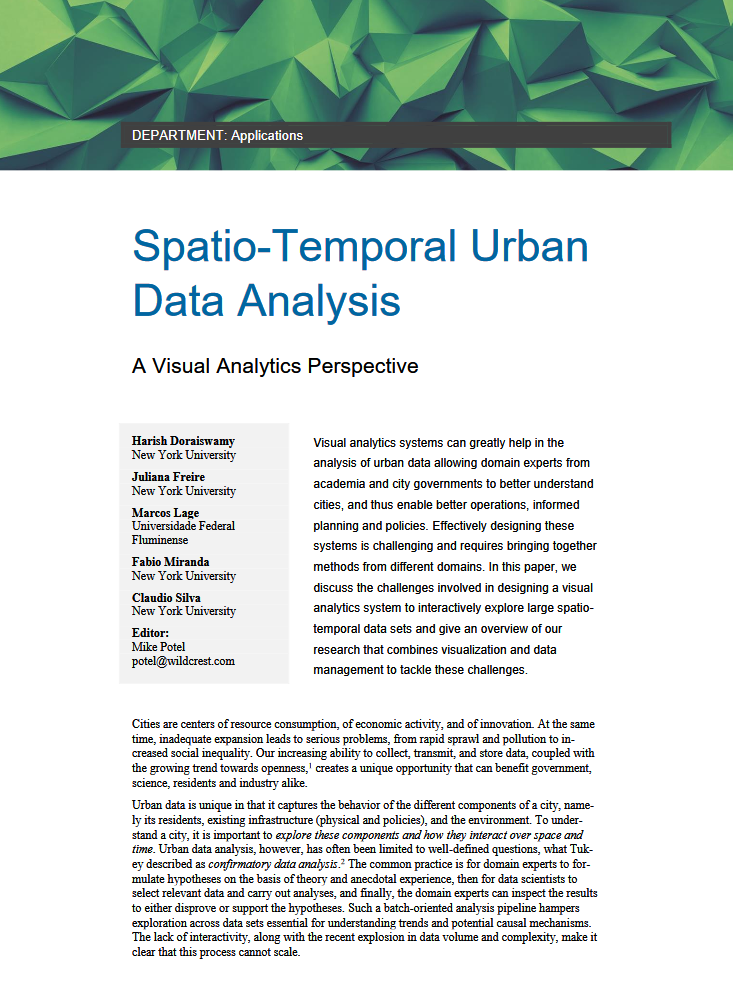 DEPARTMENT: Applications
Spatio-Temporal Urban
Data Analysis
A Visual Analytics Perspective
Harish Doraiswamy
New York University
Juliana Freire
New York University
Marcos Lage
Universidade Federal
Fluminense
Fabio Miranda
New York University
Claudio Silva
New York University
Editor:
Mike Potel
potel@wildcrest.com
Visual analytics systems can greatly help in the
analysis of urban data allowing domain experts from
academia and city governments to better understand
cities, and thus enable better operations, informed
planning and policies. Effectively designing these
systems is challenging and requires bringing together
methods from different domains. In this paper, we
discuss the challenges involved in designing a visual
analytics system to interactively explore large spatio-
temporal data sets and give an overview of our
research that combines visualization and data
management to tackle these challenges.
Cities are centers of resource consumption, of economic activity, and of innovation. At the same
time, inadequate expansion leads to serious problems, from rapid sprawl and pollution to in-
creased social inequality. Our increasing ability to collect, transmit, and store data, coupled with
the growing trend towards openness,¹ creates a unique opportunity that can benefit government,
science, residents and industry alike.
Urban data is unique in that it captures the behavior of the different components of a city, name-
ly its residents, existing infrastructure (physical and policies), and the environment. To under-
stand a city, it is important to explore these components and how they interact over space and
time. Urban data analysis, however, has often been limited to well-defined questions, what Tuk-
ey described as confirmatory data analysis.² The common practice is for domain experts to for-
mulate hypotheses on the basis of theory and anecdotal experience, then for data scientists to
select relevant data and carry out analyses, and finally, the domain experts can inspect the results
to either disprove or support the hypotheses. Such a batch-oriented analysis pipeline hampers
exploration across data sets essential for understanding trends and potential causal mechanisms.
The lack of interactivity, along with the recent explosion in data volume and complexity, make it
clear that this process cannot scale.